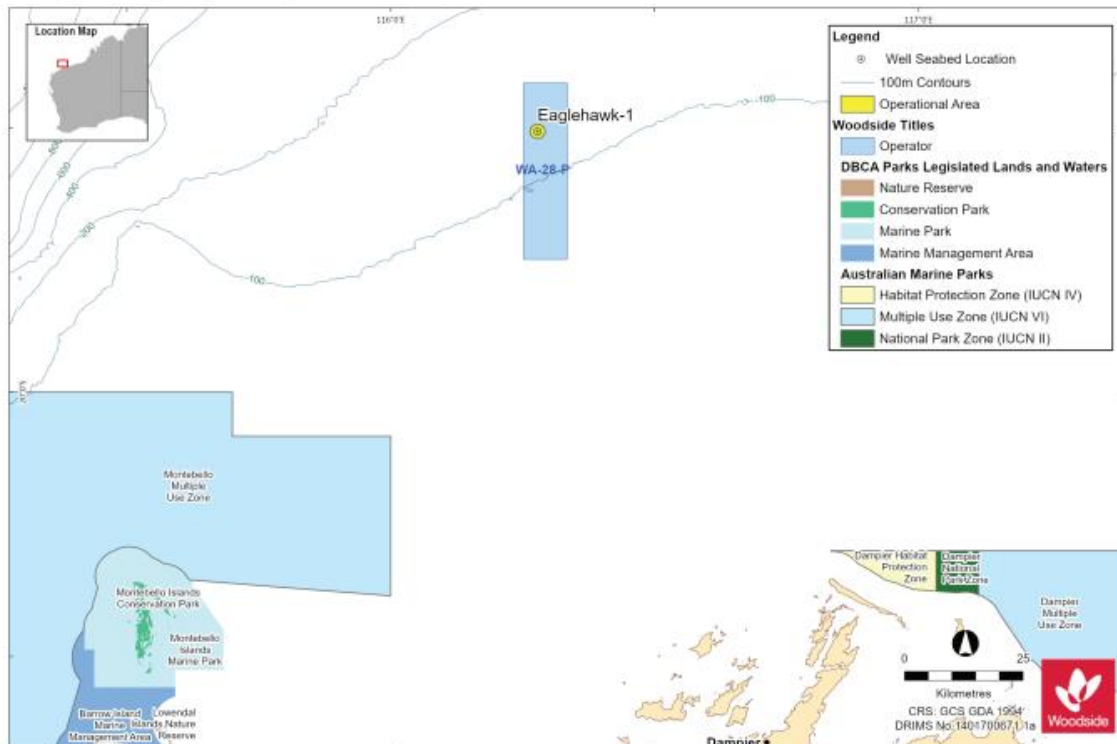 Location Map
116°0'E
117°0'E
-800
-600
-400
-200
-100
-100
Eaglehawk-1
WA-28-P
Legend
Well Seabed Location
100m Contours
Operational Area
Woodside Titles
Operator
DBCA Parks Legislated Lands and Waters
Nature Reserve
Conservation Park
Marine Park
Marine Management Area
Australian Marine Parks
Habitat Protection Zone (IUCN IV)
Multiple Use Zone (IUCN VI)
National Park Zone (IUCN II)
Montebello
Multiple
Use Zone
Montebello Islands
Conservation Park
Montebello
Islands
Marine Park
Barrow Island
Marine
Management Area
Lowendal
Islands Nature
Reserve
Dampier Habitat
Protection
Zone
Dampier
National
Park Zone
Dampier
Multiple
Use Zone
0
25
Kilometres
CRS: GCS GDA 1994
Woodside
Dampier